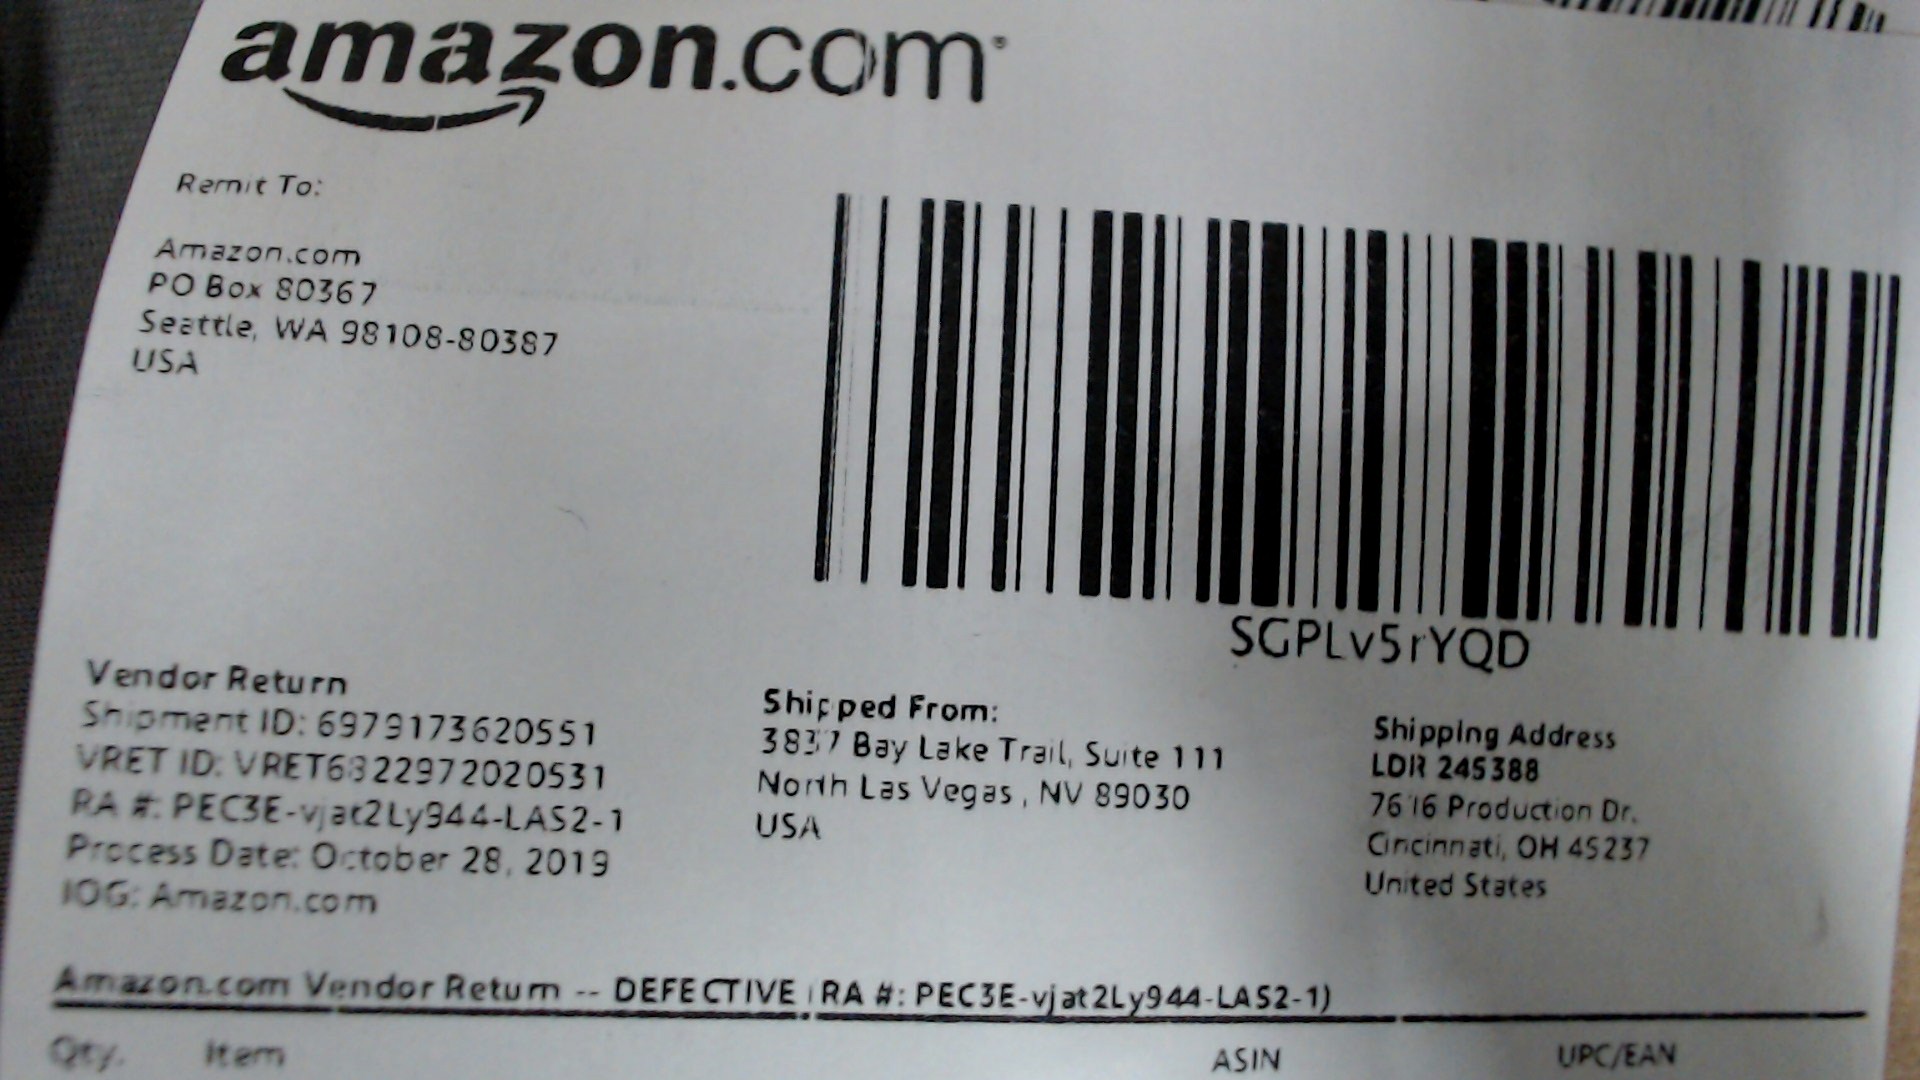 amazon.com
Remit To:
Amazon.com
PO Box 80367
Seattle, WA 98108-80387
USA
SGPLv5rYQD
Vendor Return
Shipment ID: 6979173620551
VRET ID:
RA #: PEC3E-vjat2Ly944-LAS2-1
Process Date: October 28, 2019
IOG: Amazon.com
Shipped From:
Bay Lake Trail, Suite 111
North Las Vegas, NV 89030
USA
Shipping Address
LDR 245388
7616 Production Dr.
Cincinnati, OH 45237
United States
Amazon.com Vendor Return -- DEFECTIVE (RA #: PEC3E-vjat2Ly944-LAS2-1)
Qty. Item ASIN UPC/EAN